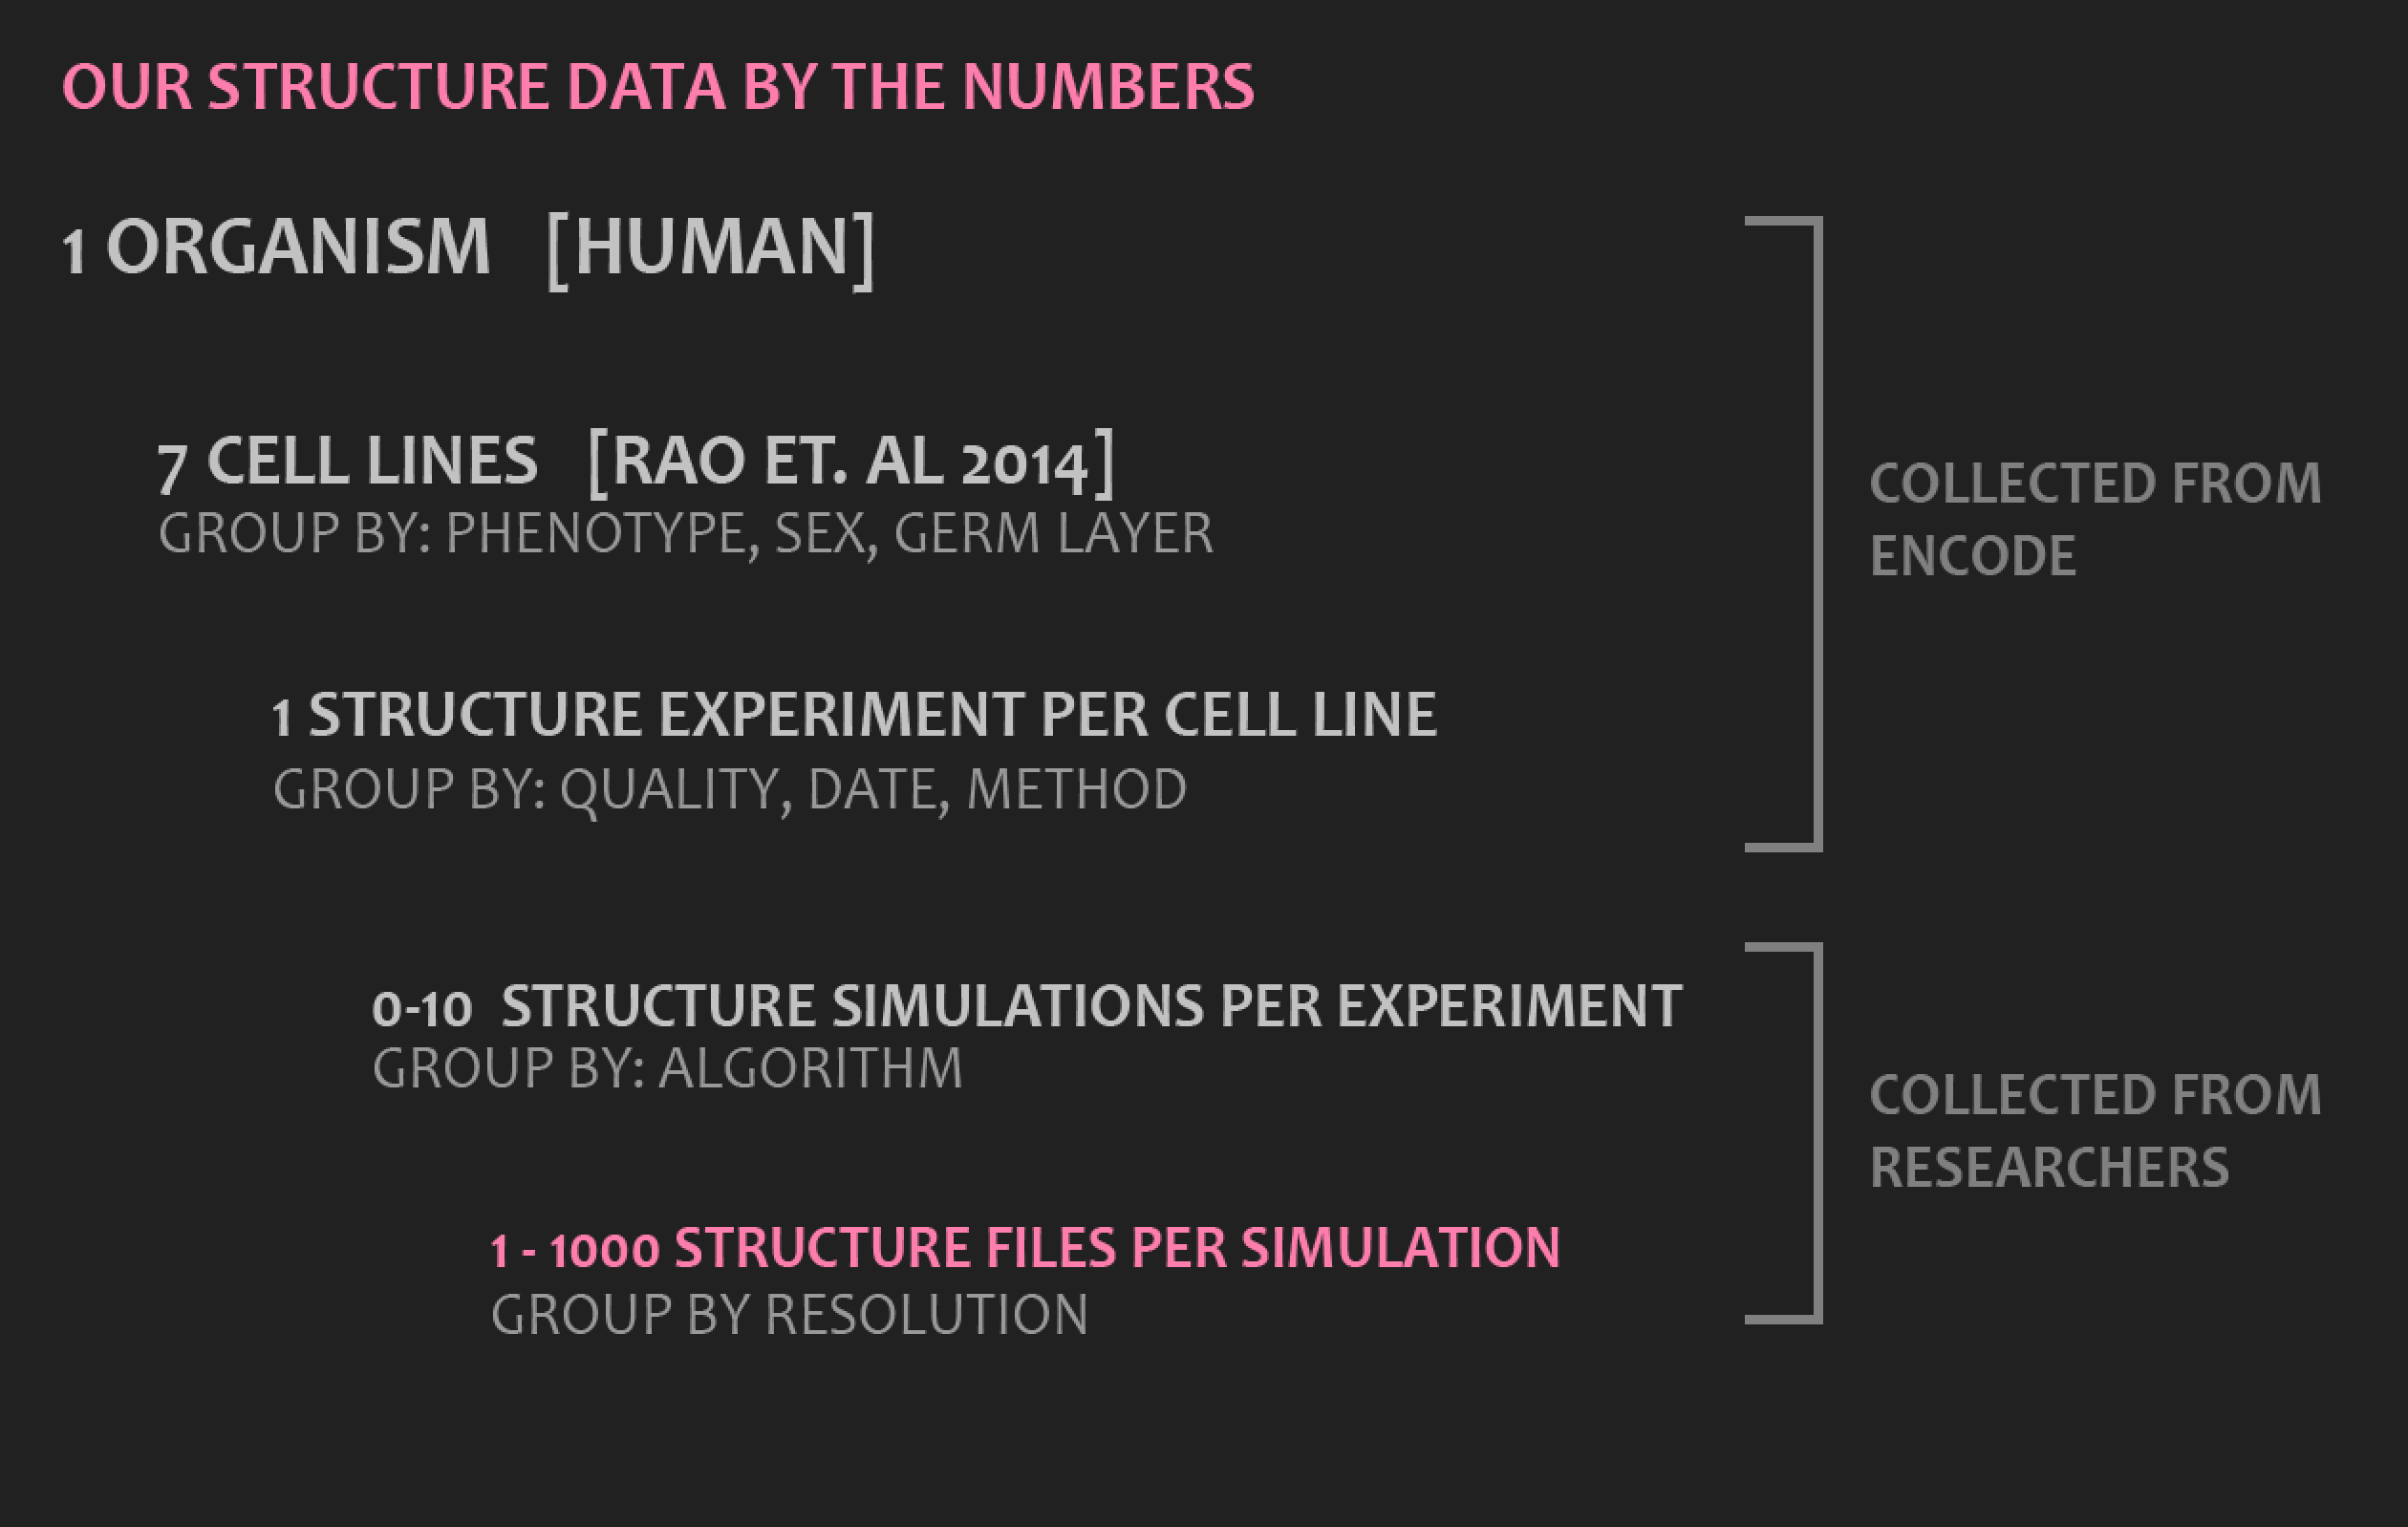 OUR STRUCTURE DATA BY THE NUMBERS
1 ORGANISM [HUMAN]
7 CELL LINES [RAO ET. AL 2014]
GROUP BY: PHENOTYPE, SEX, GERM LAYER
1 STRUCTURE EXPERIMENT PER CELL LINE
GROUP BY: QUALITY, DATE, METHOD
COLLECTED FROM
ENCODE
0-10 STRUCTURE SIMULATIONS PER EXPERIMENT
GROUP BY: ALGORITHM
1 - 1000 STRUCTURE FILES PER SIMULATION
GROUP BY RESOLUTION
COLLECTED FROM
RESEARCHERS